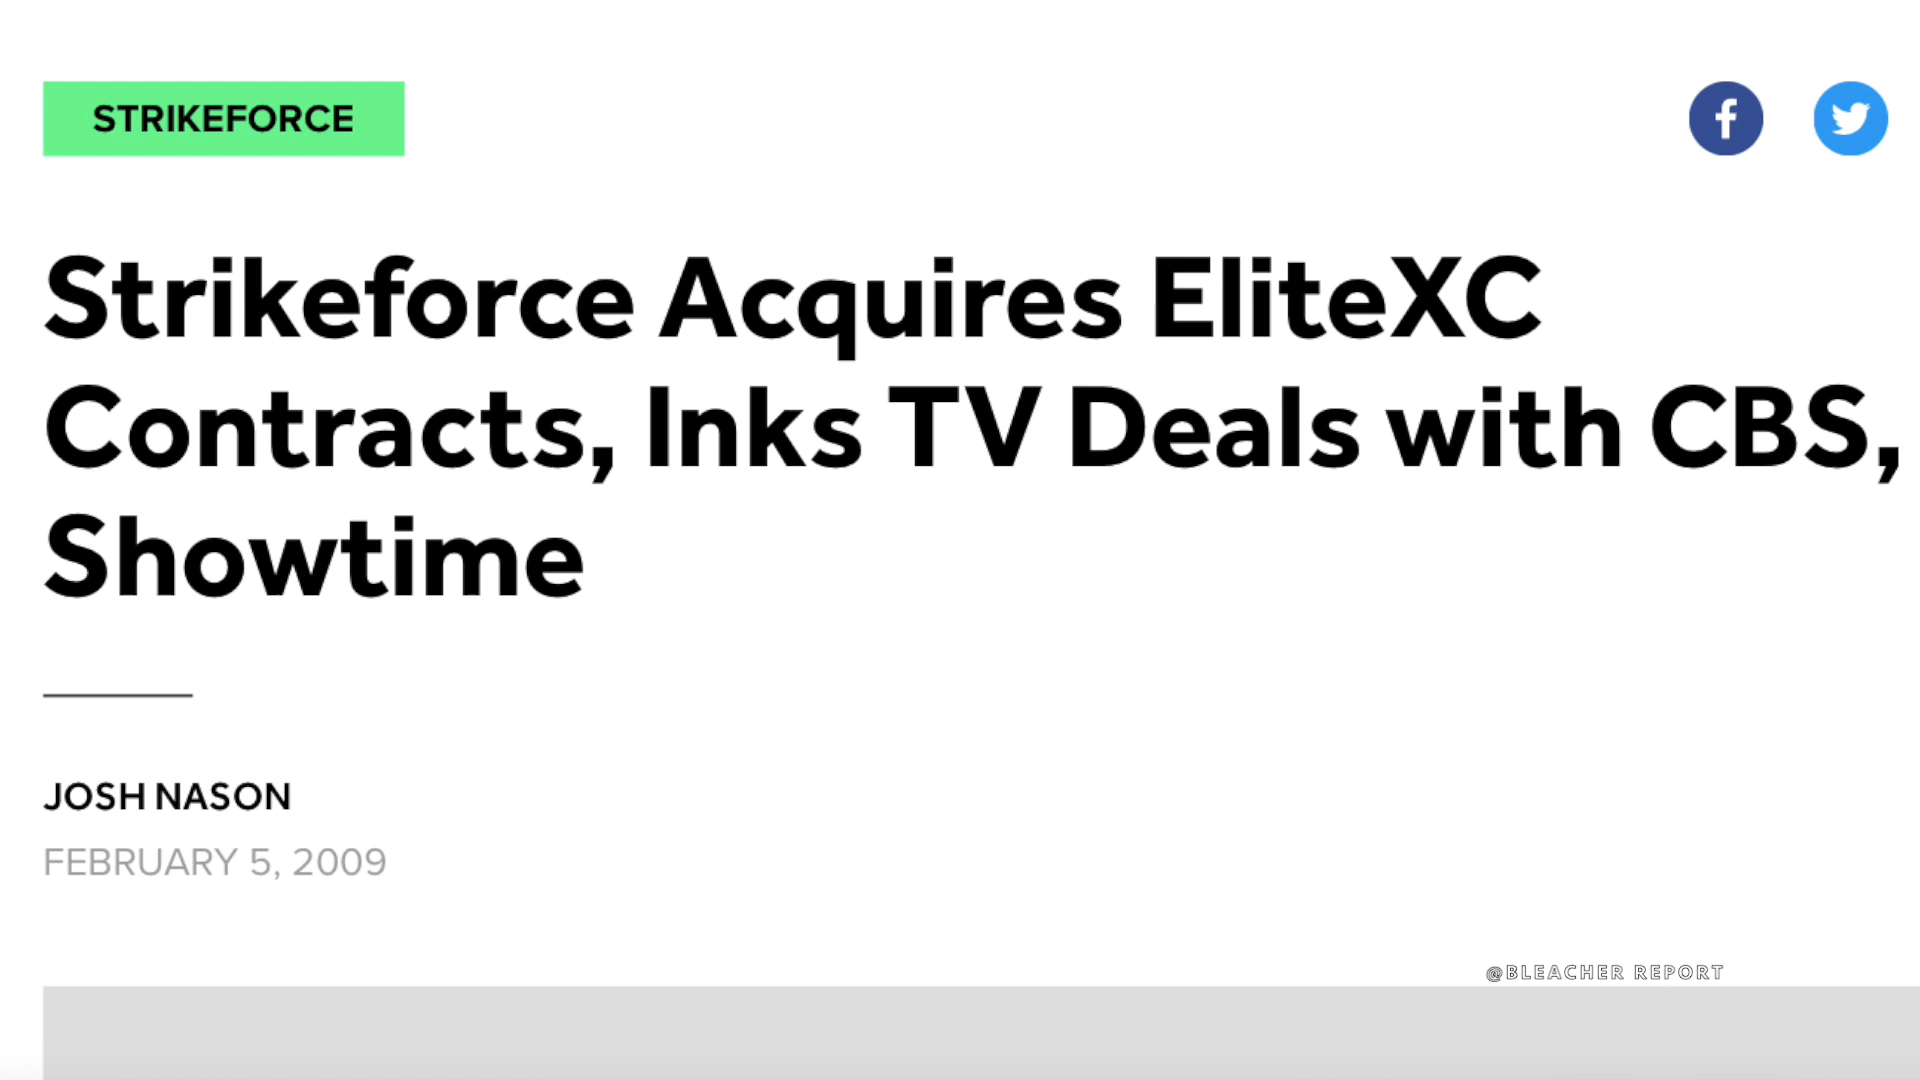 STRIKEFORCE
Strikeforce Acquires EliteXC
Contracts, Inks TV Deals with CBS,
Showtime
JOSH NASON
FEBRUARY 5, 2009
@BLEACHER REPORT